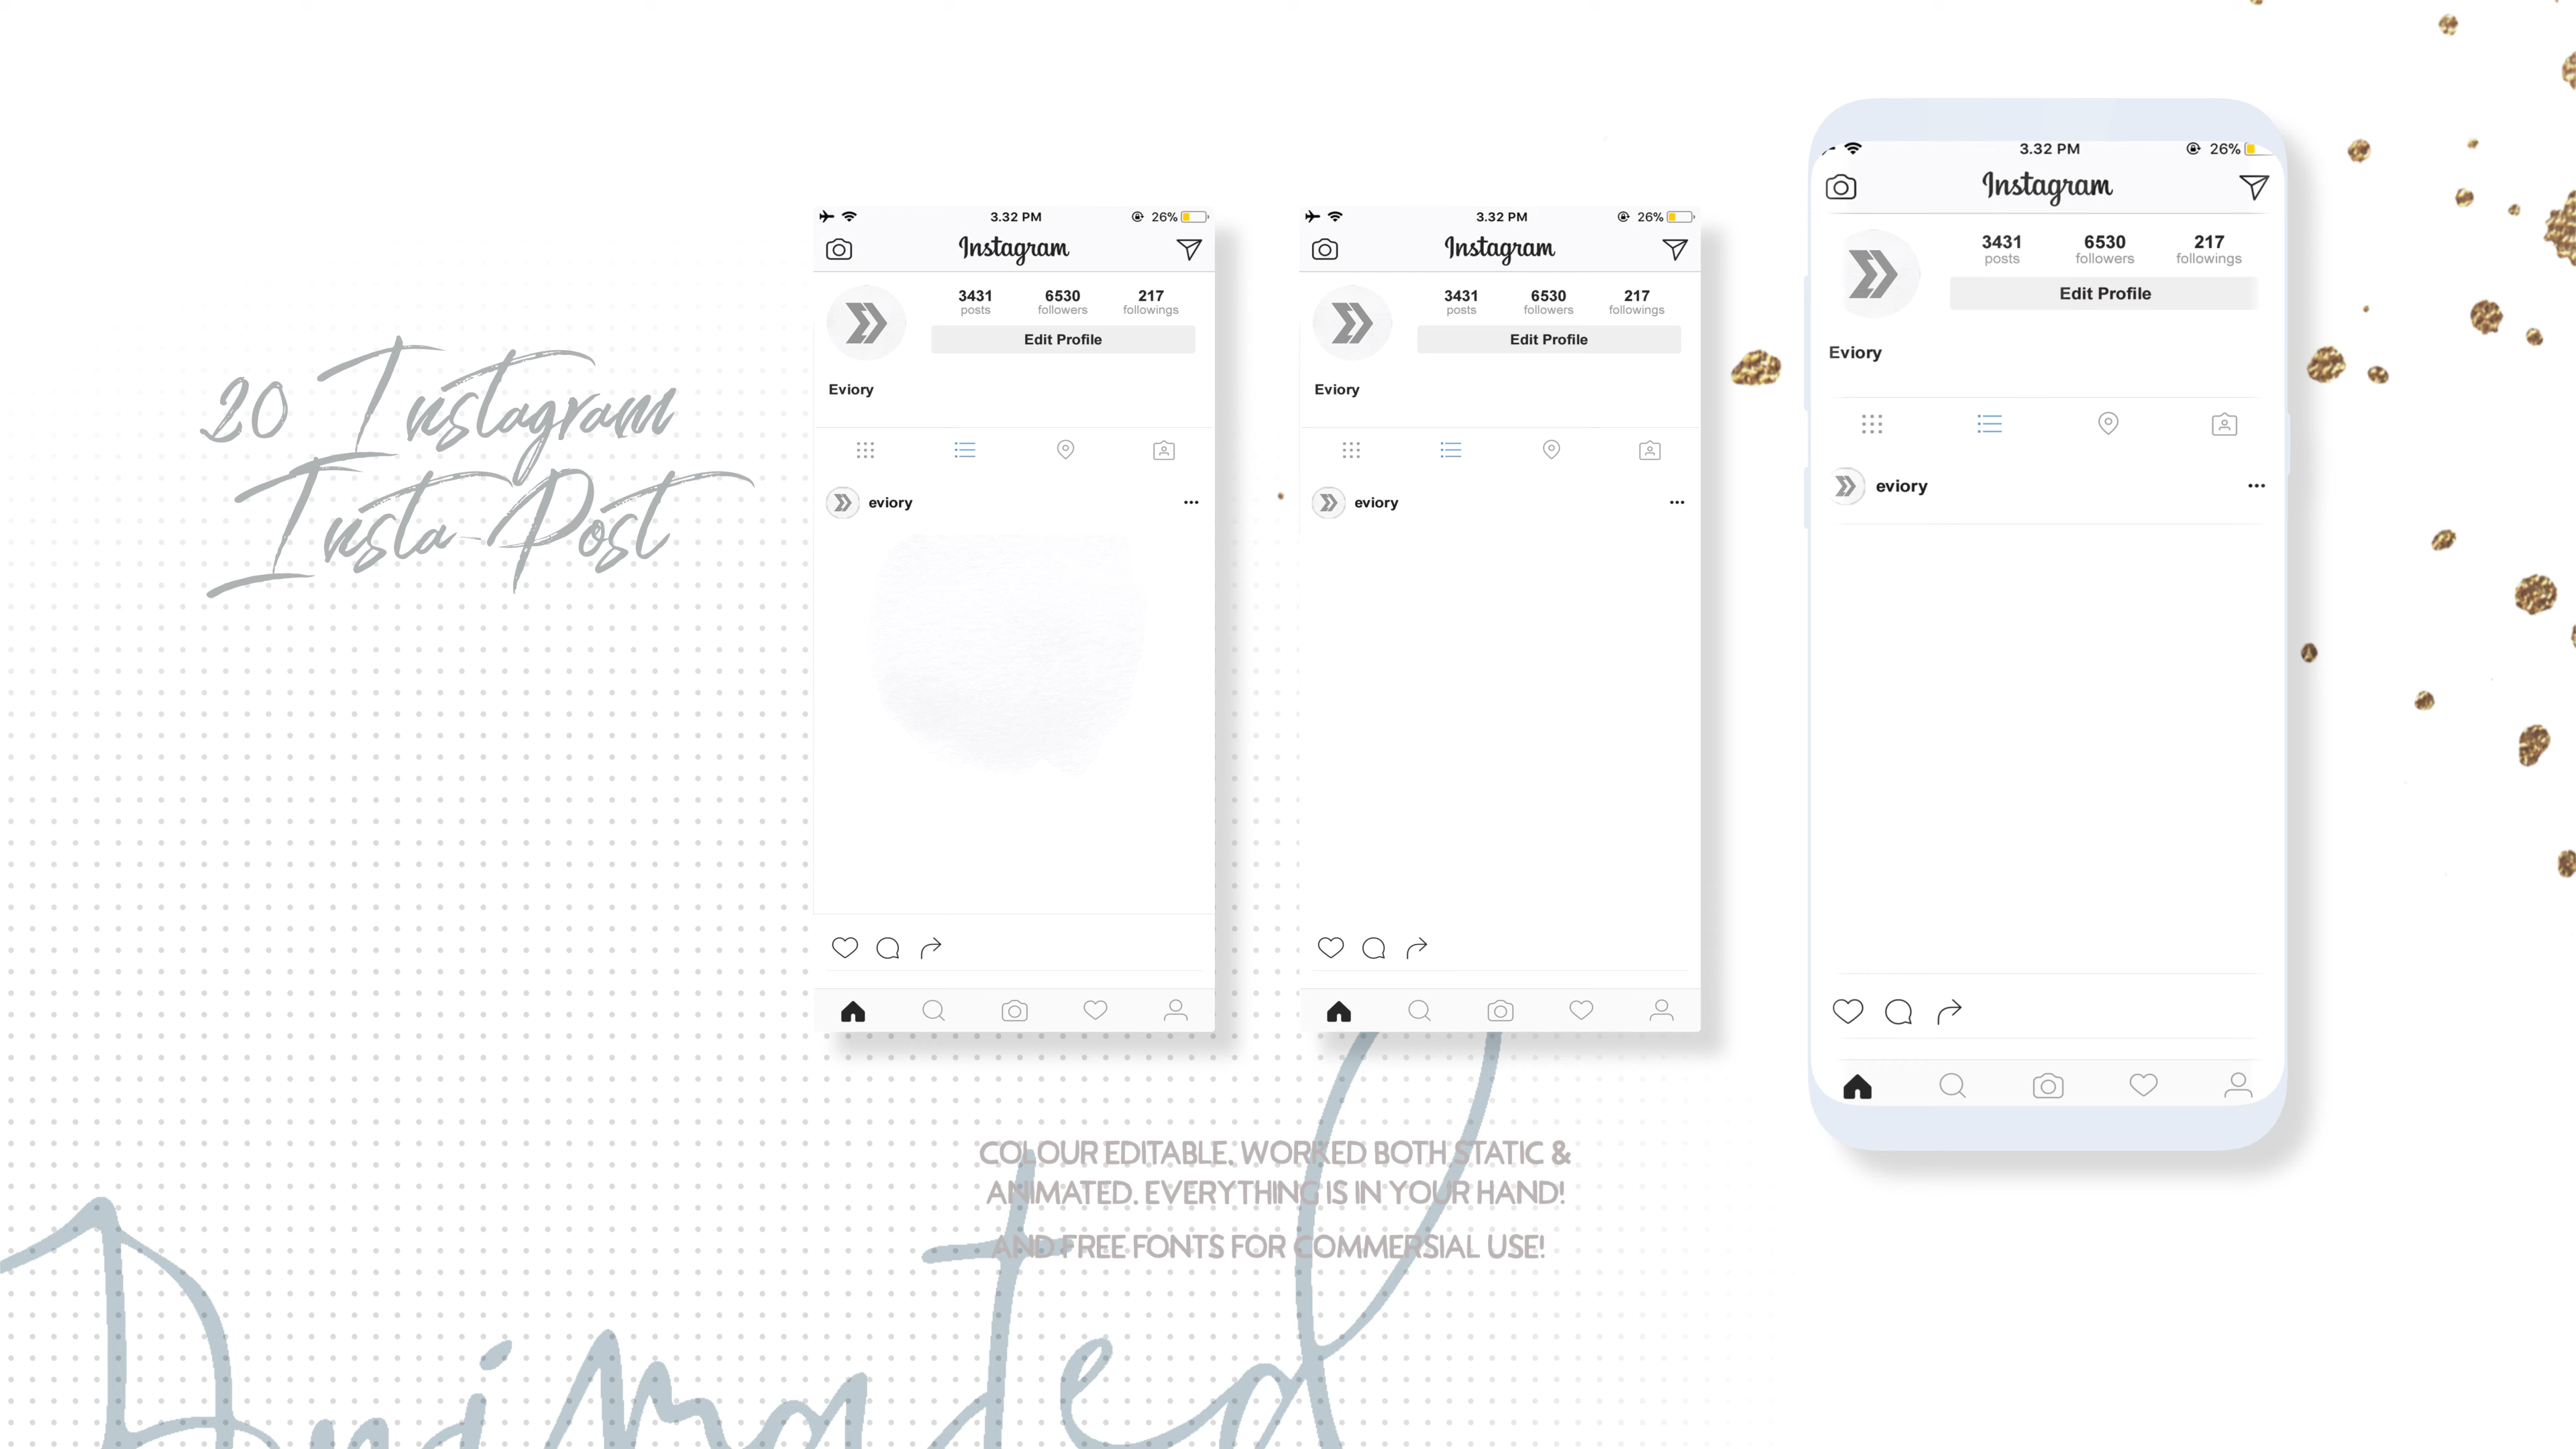 20 Instagram
Insta-Post
3.32 PM
26%
Instagram
3431
6530
217
posts
followers
followings
Edit Profile
Eviory
eviory
3.32 PM
26%
Instagram
3431
6530
217
posts
followers
followings
Edit Profile
Eviory
eviory
3.32 PM
26%
Instagram
3431
6530
217
posts
followers
followings
Edit Profile
Eviory
eviory
COLOUR EDITABLE. WORKED BOTH STATIC &
ANIMATED. EVERYTHING IS IN YOUR HAND!
AND FREE FONTS FOR COMMERSIAL USE!
Animated